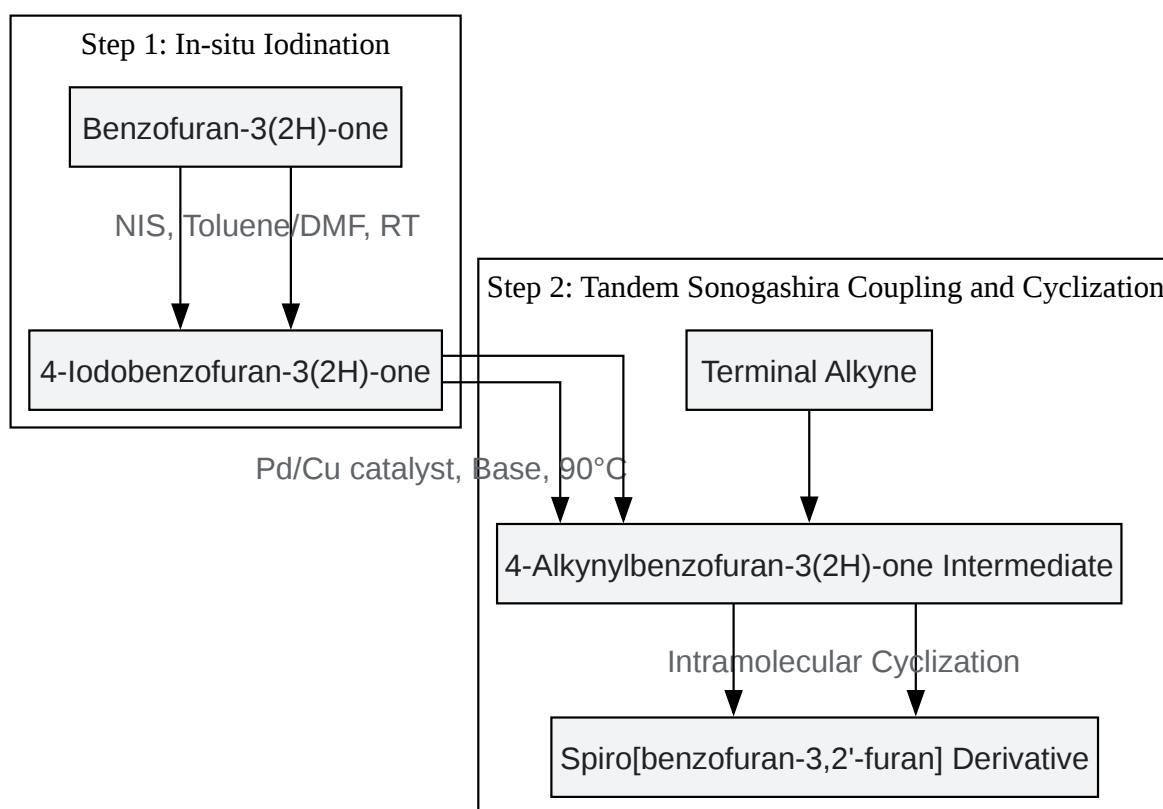 Step 1: In-situ Iodination
Benzofuran-3(2H)-one
NIS, Toluene/DMF, RT
4-Iodobenzofuran-3(2H)-one
Step 2: Tandem Sonogashira Coupling and Cyclization
Terminal Alkyne
Pd/Cu catalyst, Base, 90°C
4-Alkynylbenzofuran-3(2H)-one Intermediate
Intramolecular Cyclization
Spiro[benzofuran-3,2'-furan] Derivative